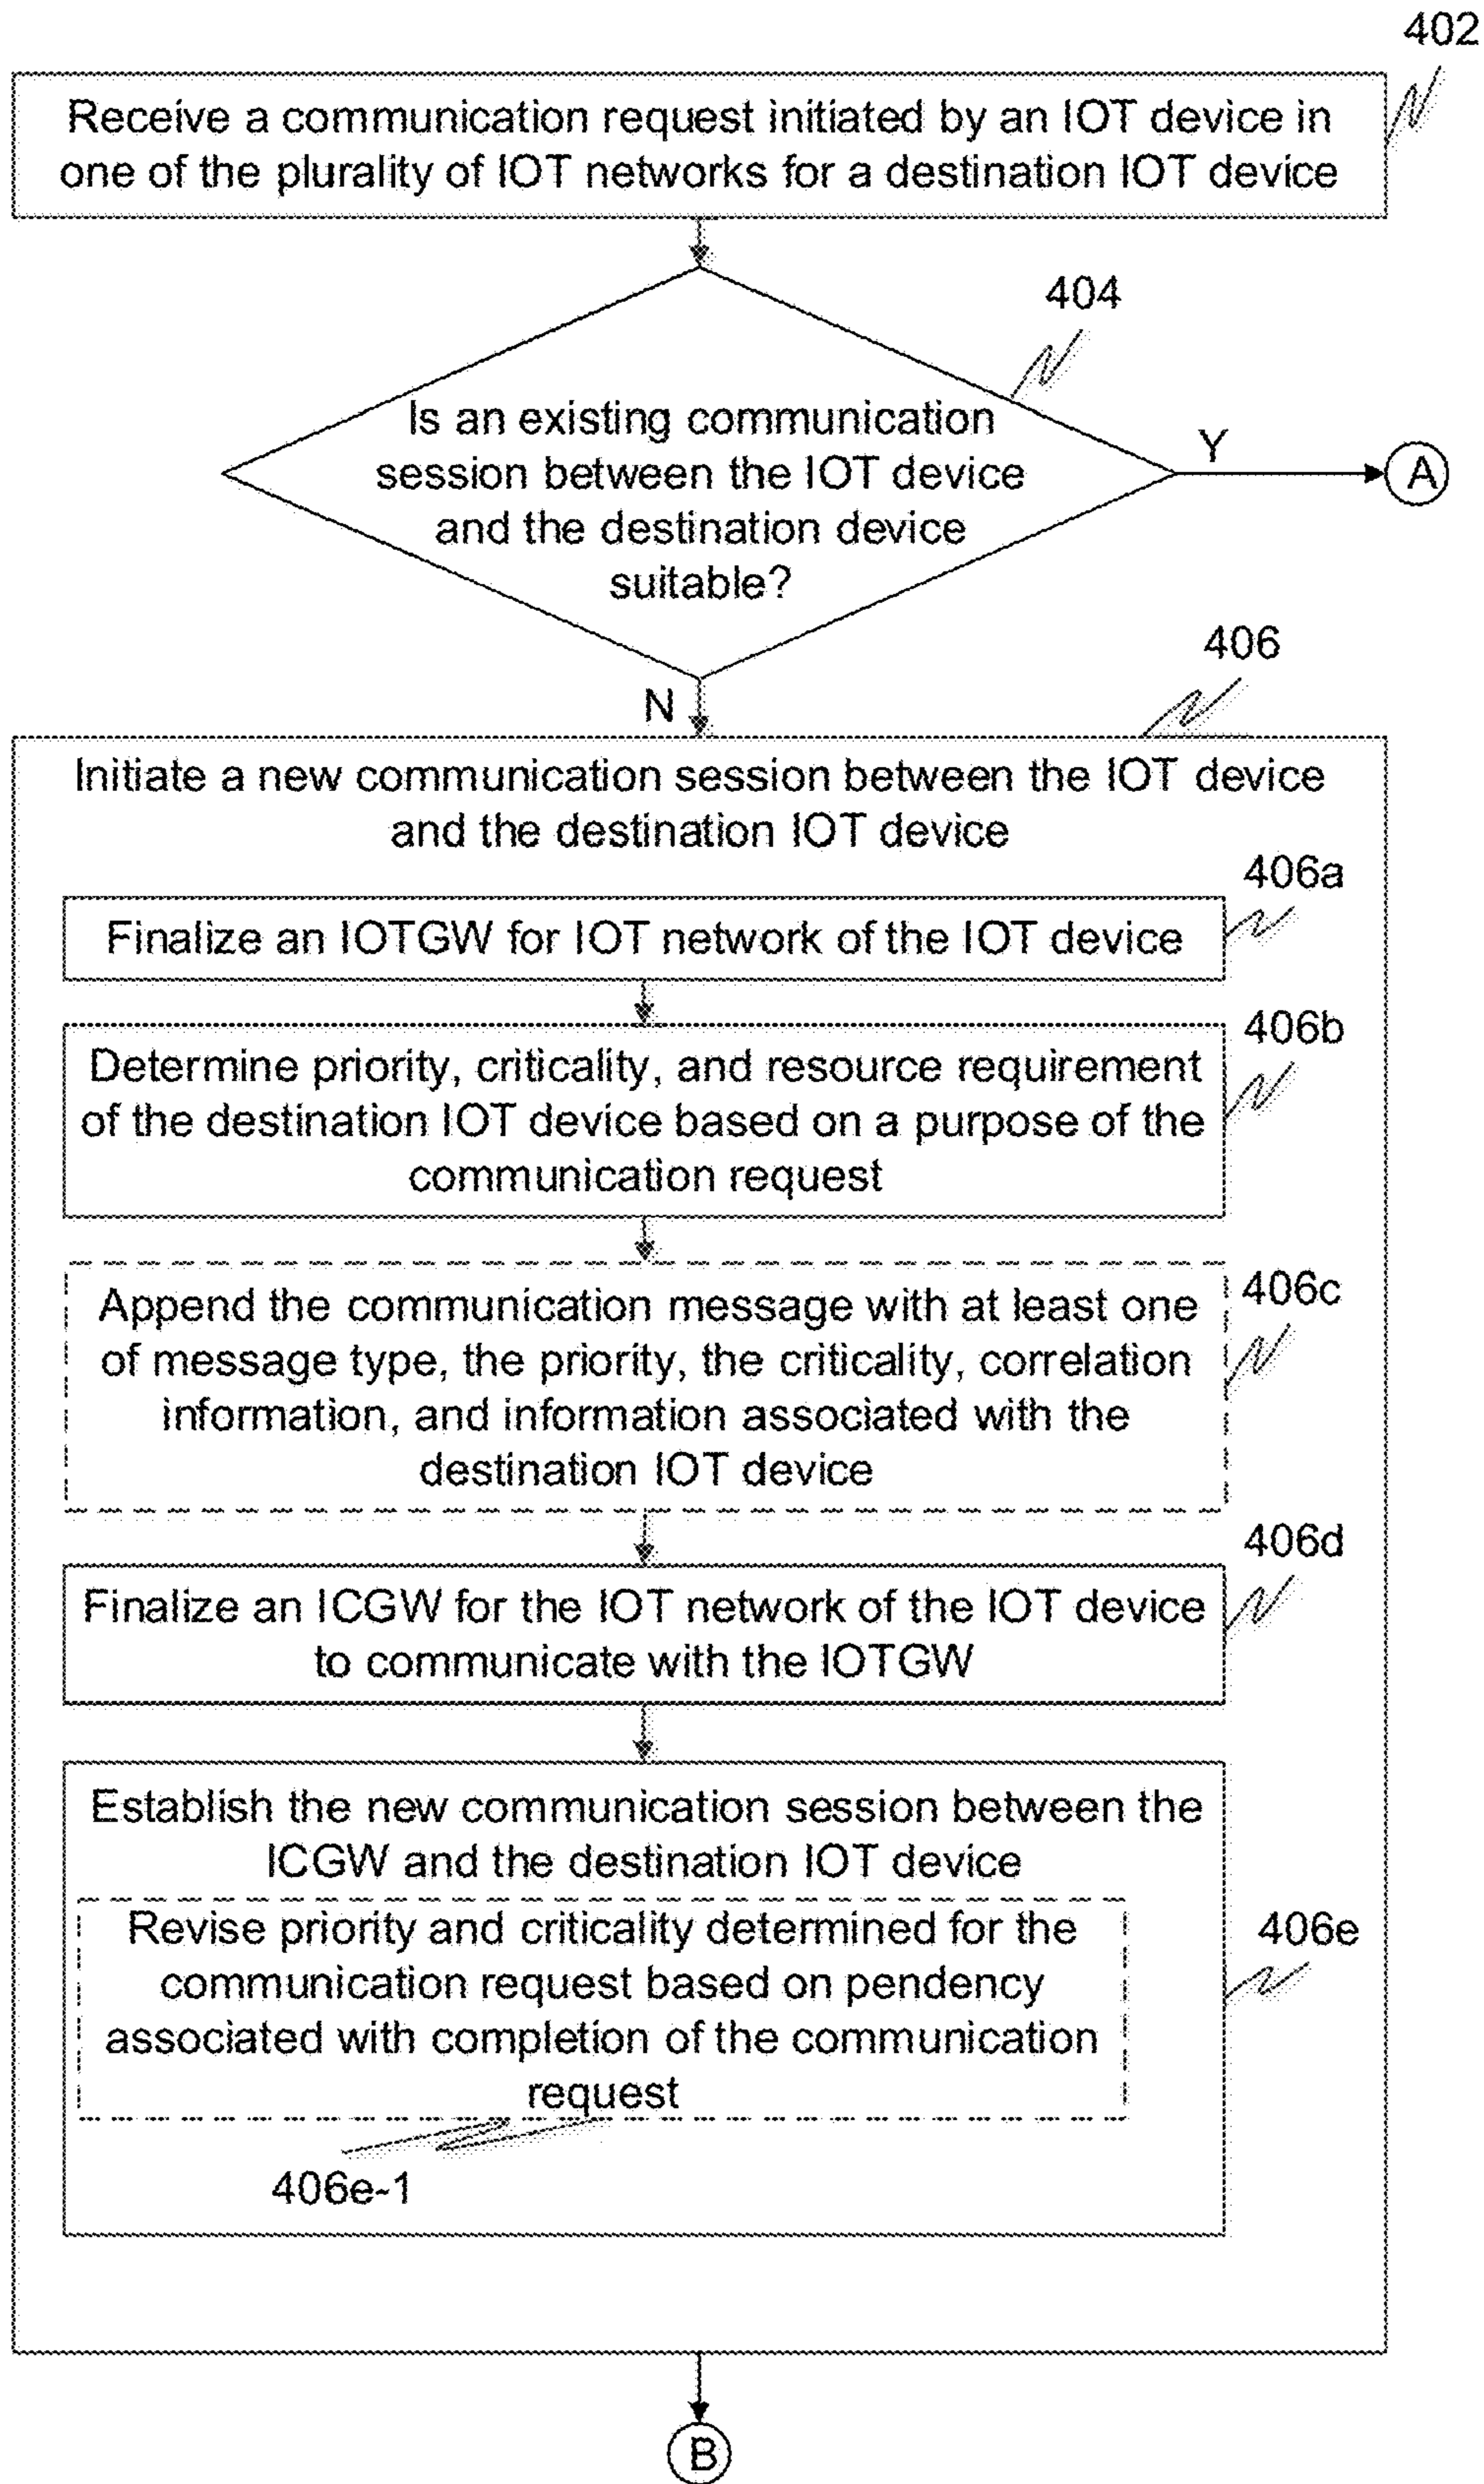 402
Receive a communication request initiated by an IOT device in
one of the plurality of IOT networks for a destination IOT device
404
Is an existing communication
session between the IOT device
and the destination device
suitable?
Y
A
N
406
Initiate a new communication session between the IOT device
and the destination IOT device
406a
Finalize an IOTGW for IOT network of the IOT device
406b
Determine priority, criticality, and resource requirement
of the destination IOT device based on a purpose of the
communication request
406c
Append the communication message with at least one
of message type, the priority, the criticality, correlation
information, and information associated with the
destination IOT device
406d
Finalize an ICGW for the IOT network of the IOT device
to communicate with the IOTGW
Establish the new communication session between the
ICGW and the destination IOT device
406e
Revise priority and criticality determined for the
communication request based on pendency
associated with completion of the communication
request
406e-1
B